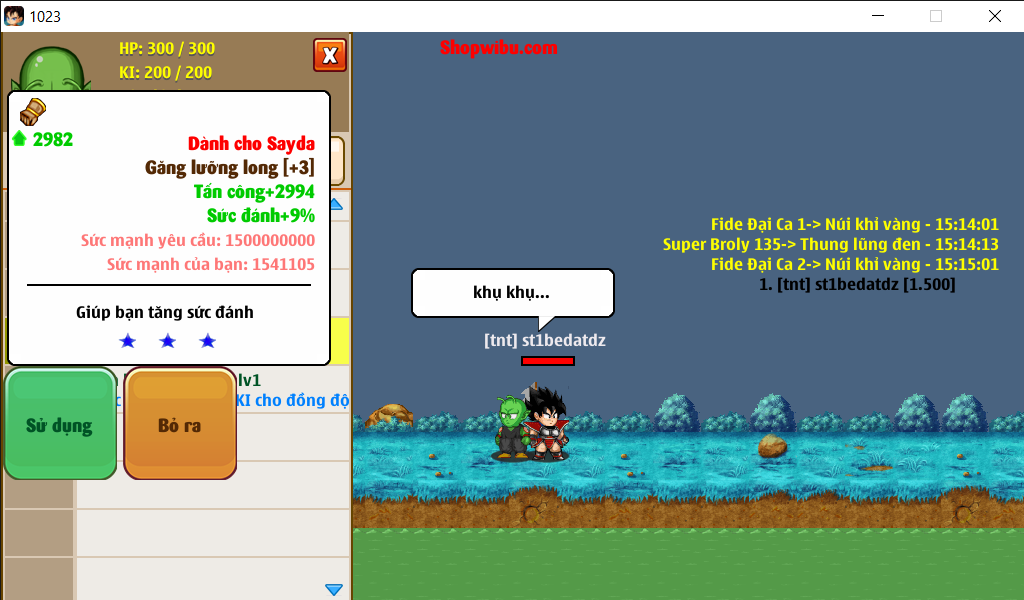 1023
HP: 300 / 300
KI: 200 / 200
X
2982
Dành cho Sayda
Găng lưỡng long [+3]
Tấn công+2994
Sức đánh+9%
Sức mạnh yêu cầu: 1500000000
Sức mạnh của bạn: 1541105
Giúp bạn tăng sức đánh
lv1
KI cho đồng độ
Sử dụng
Bỏ ra
Shopwibu.com
Fide Đại Ca 1-> Núi khỉ vàng - 15:14:01
Super Broly 135-> Thung lũng đen - 15:14:13
Fide Đại Ca 2-> Núi khỉ vàng - 15:15:01
1. [tnt] st1bedatdz [1.500]
khụ khụ...
[tnt] st1bedatdz